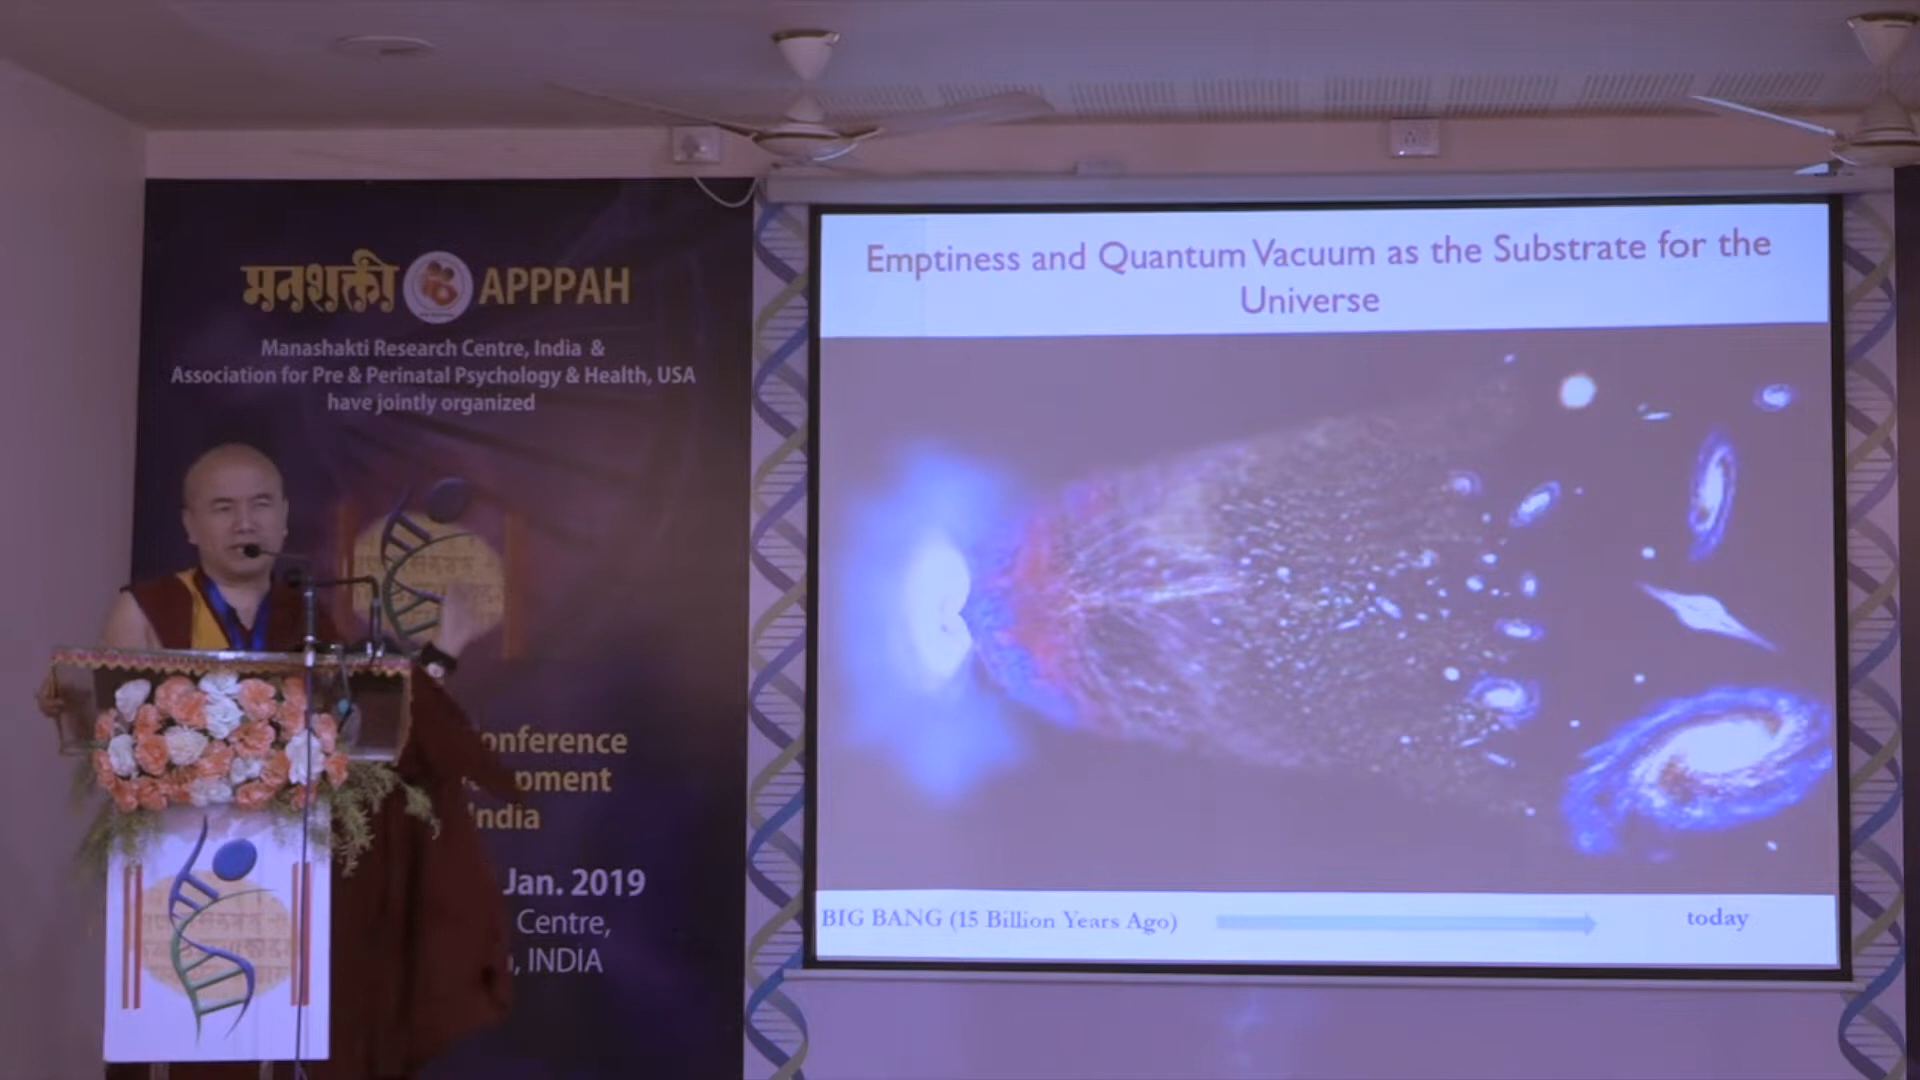 मनशक्ती APPPAH
Manashakti Research Centre, India &
Association for Pre & Perinatal Psychology & Health, USA
have jointly organized
onference
pment
India
Jan. 2019
Centre,
, INDIA
Emptiness and Quantum Vacuum as the Substrate for the
Universe
BIG BANG (15 Billion Years Ago)
today